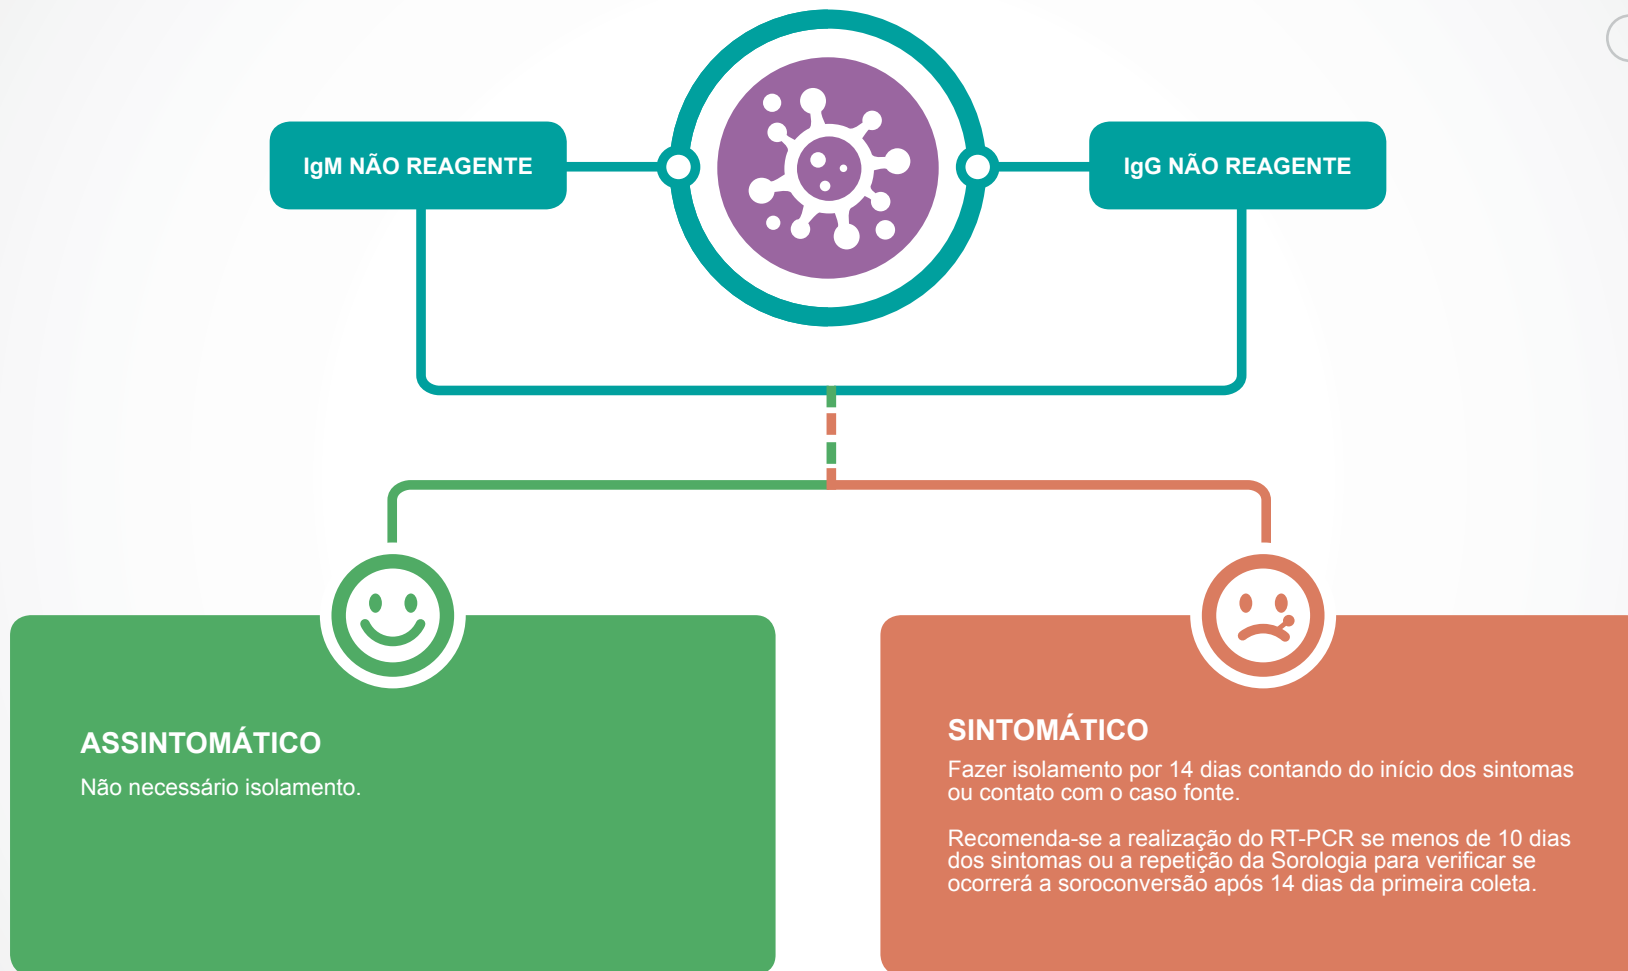 IgM NÃO REAGENTE
IgG NÃO REAGENTE
ASSINTOMÁTICO
Não necessário isolamento.
SINTOMÁTICO
Fazer isolamento por 14 dias contando do início dos sintomas
ou contato com o caso fonte.
Recomenda-se a realização do RT-PCR se menos de 10 dias
dos sintomas ou a repetição da Sorologia para verificar se
ocorrerá a soroconversão após 14 dias da primeira coleta.